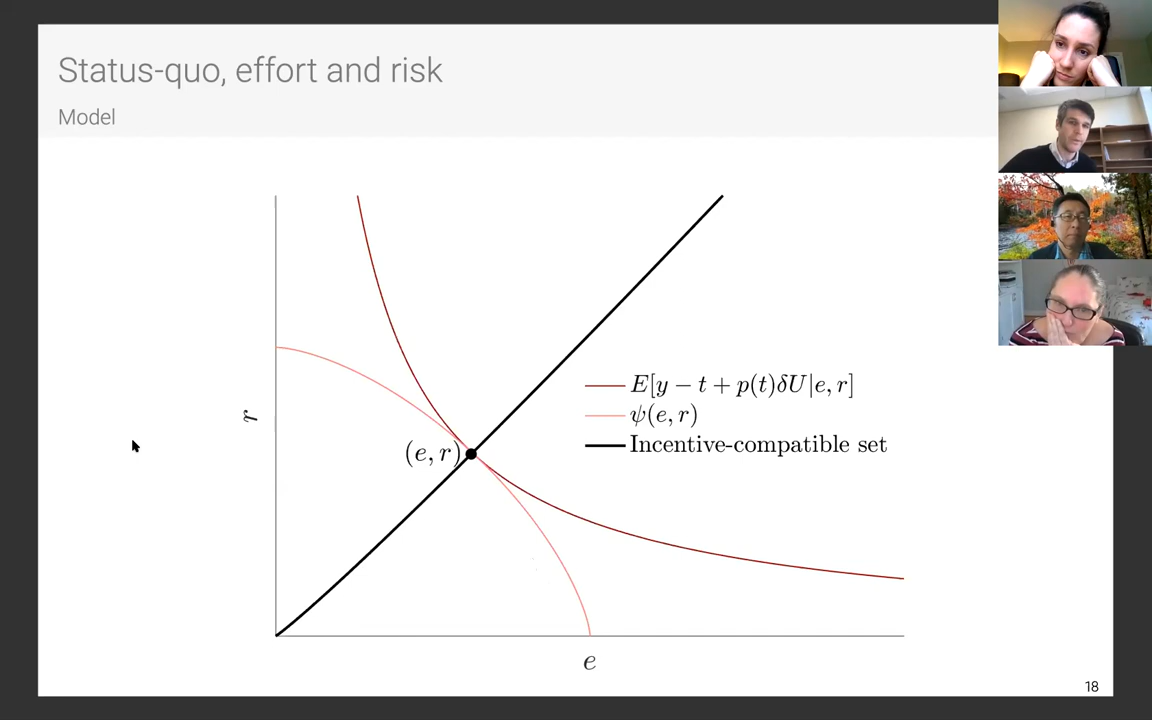 Status-quo, effort and risk
Model
r
(e, r)
E[y − t + p(t)δU|e, r]
ψ(e, r)
Incentive-compatible set
e
18